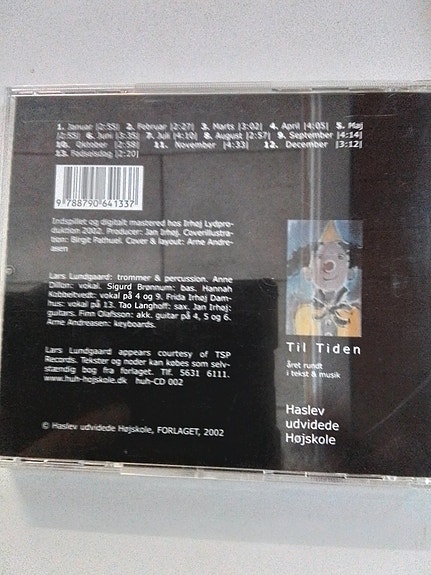 1. Januar |2:55| 2. Februar |2:27| 3. Marts |3:02| 4. April |4:05| 5. Maj
|2:55| 6. Juni |3:35| 7. Juli |4:10| 8. August |2:57| 9. September |4:14|
10. Oktober |2:58| 11. November |4:33| 12. December |3:12|
13. Fødselsdag |2:20|
9 788790 641337
Indspillet og digitalt mastered hos Irhøj Lydpro-
duktion 2002. Producer: Jan Irhøj. Coverillustra-
tion: Birgit Pathuel. Cover & layout: Arne Andre-
asen
Lars Lundgaard: trommer & percussion. Anne
Dillon: vokal. Sigurd Brønnum: bas. Hannah
Kobbeltvedt: vokal på 4 og 9. Frida Irhøj Dam-
hus: vokal på 13. Tao Langhoff: sax. Jan Irhøj:
guitars. Finn Olafsson: akk. guitar på 4, 5 og 6.
Arne Andreasen: keyboards.
Lars Lundgaard appears courtesy of TSP
Records. Tekster og noder kan købes som selv-
stændig bog fra forlaget. Tlf. 5631 6111.
www.huh-hojskole.dk huh-CD 002
© Haslev udvidede Højskole, FORLAGET, 2002
Til Tiden
året rundt
i tekst & musik
Haslev
udvidede
Højskole